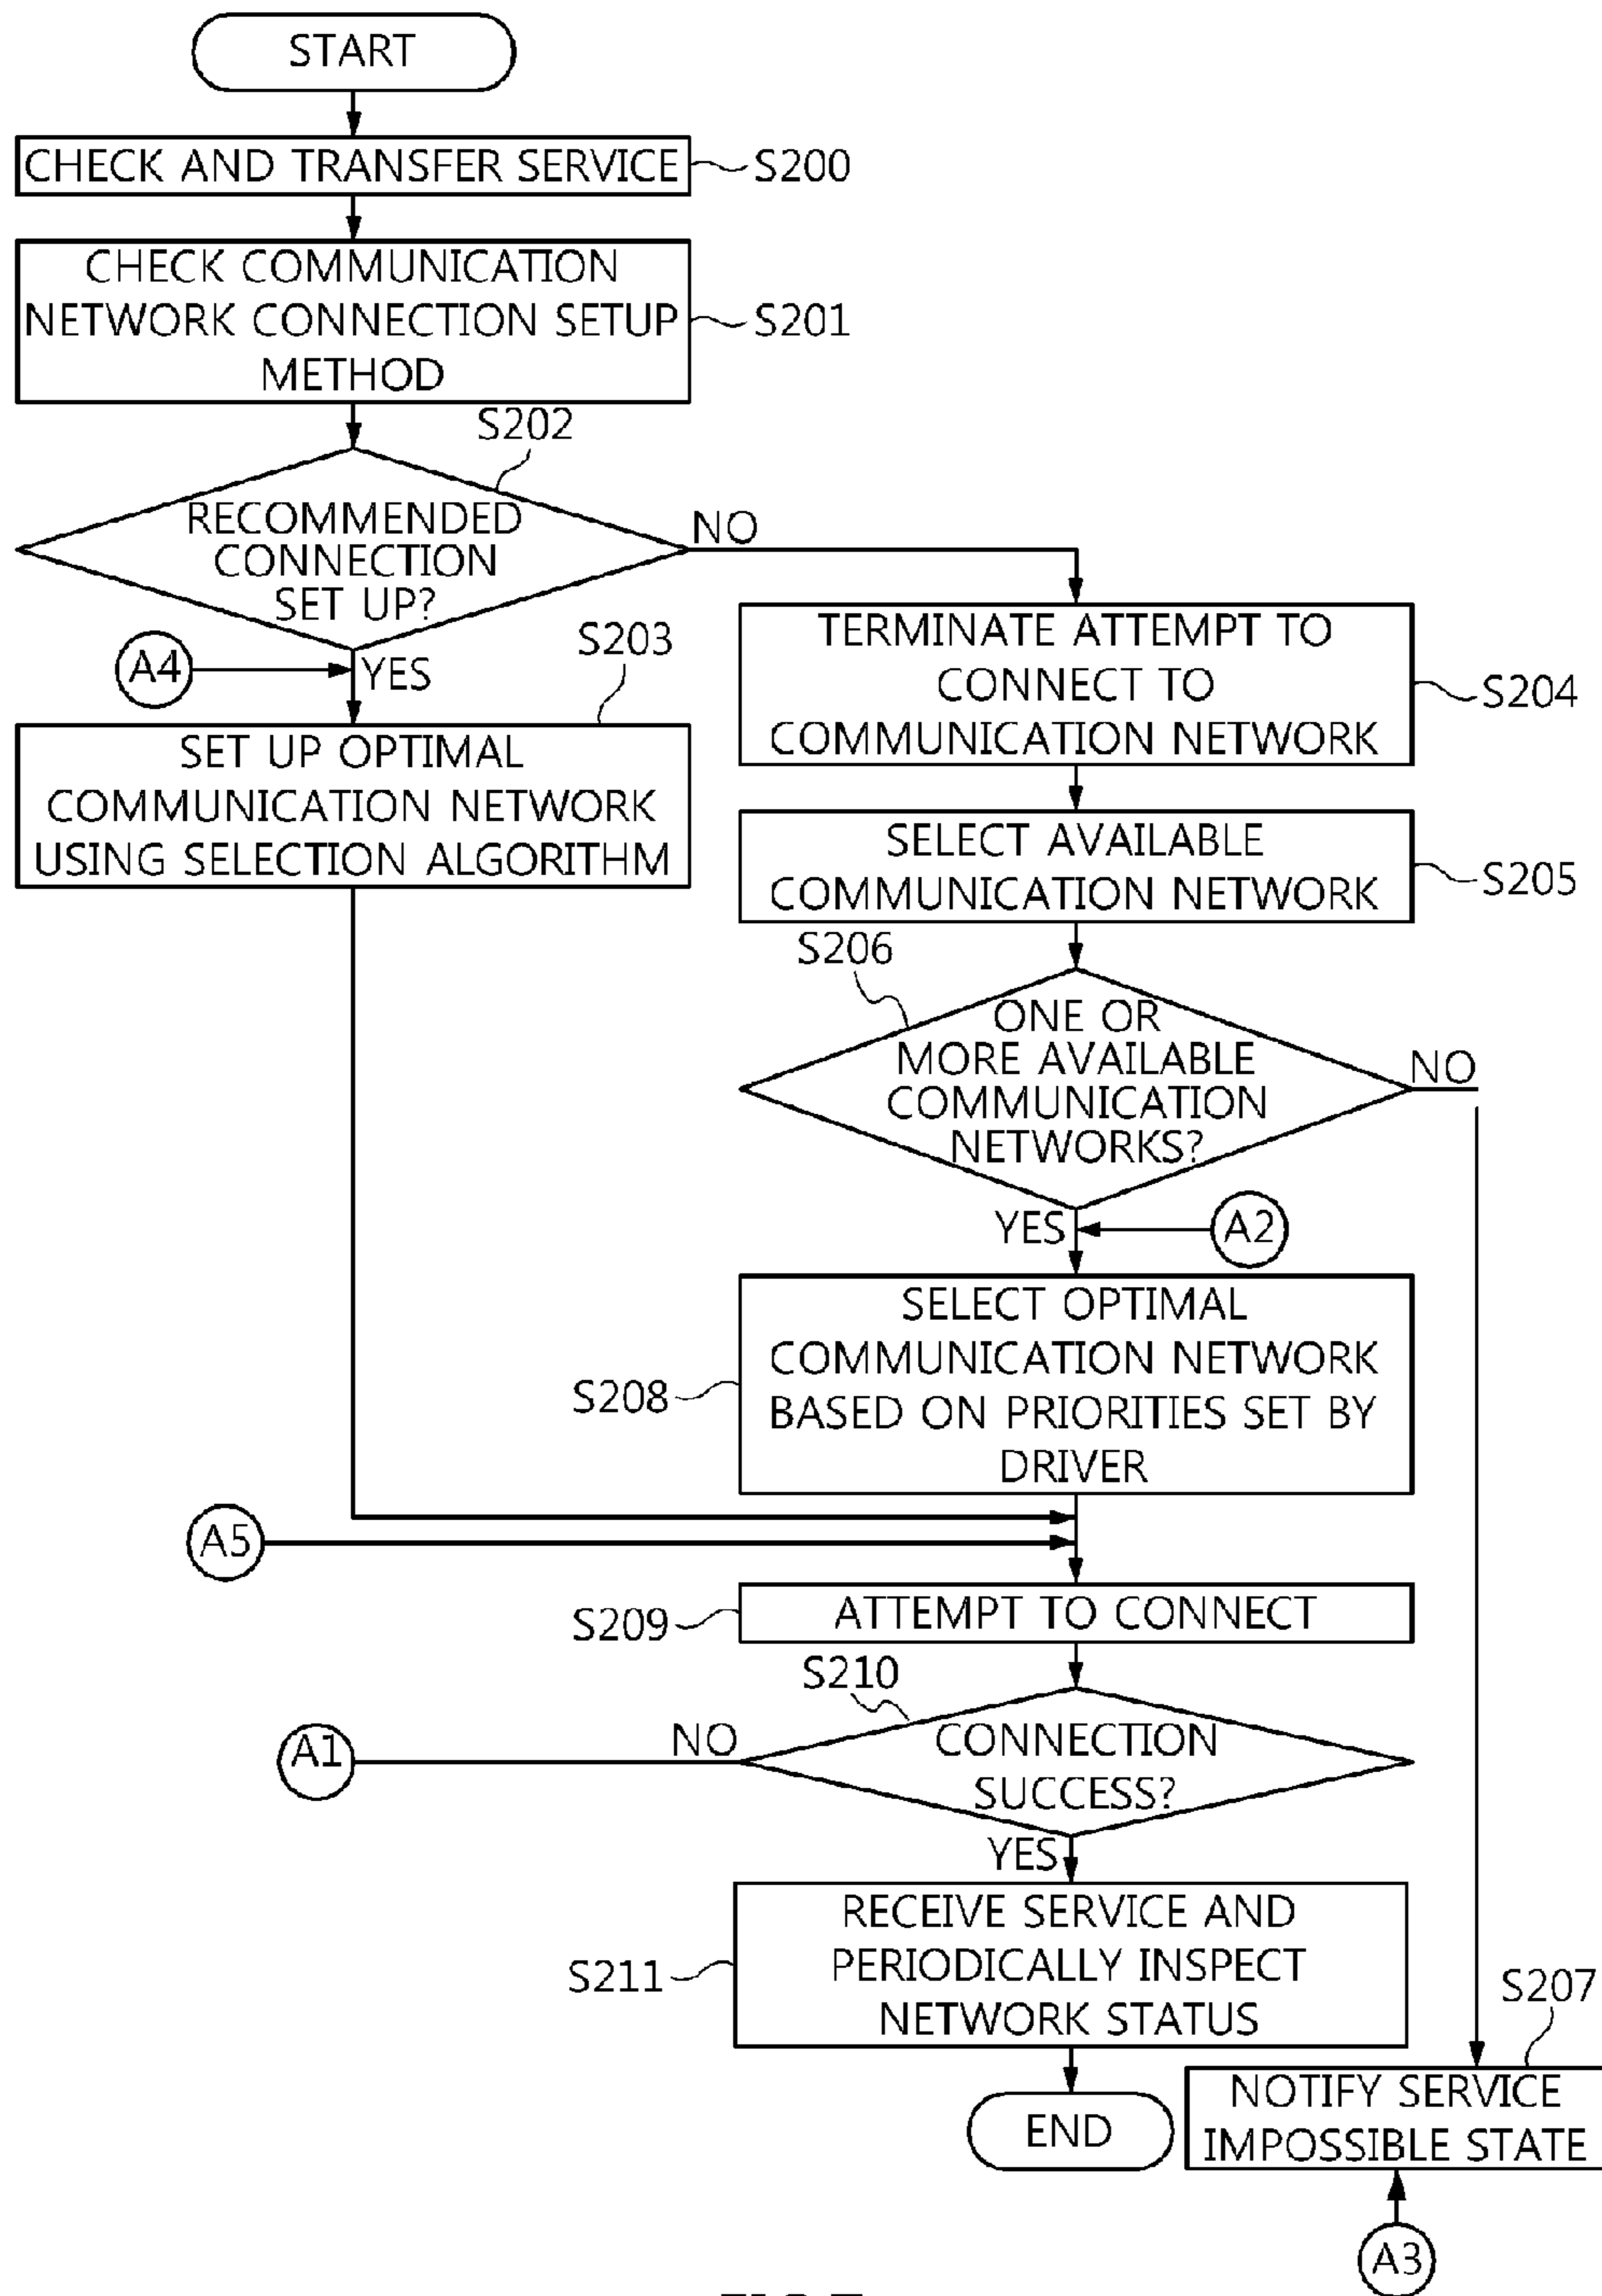 START
CHECK AND TRANSFER SERVICE
S200
CHECK COMMUNICATION
NETWORK CONNECTION SETUP
METHOD
S201
S202
RECOMMENDED
CONNECTION
SET UP?
NO
A4
YES
S203
SET UP OPTIMAL
COMMUNICATION NETWORK
USING SELECTION ALGORITHM
TERMINATE ATTEMPT TO
CONNECT TO
COMMUNICATION NETWORK
S204
SELECT AVAILABLE
COMMUNICATION NETWORK
S205
S206
ONE OR
MORE AVAILABLE
COMMUNICATION
NETWORKS?
NO
YES
A2
SELECT OPTIMAL
COMMUNICATION NETWORK
BASED ON PRIORITIES SET BY
DRIVER
S208
A5
ATTEMPT TO CONNECT
S209
S210
CONNECTION
SUCCESS?
NO
A1
YES
RECEIVE SERVICE AND
PERIODICALLY INSPECT
NETWORK STATUS
S211
S207
NOTIFY SERVICE
IMPOSSIBLE STATE
END
A3